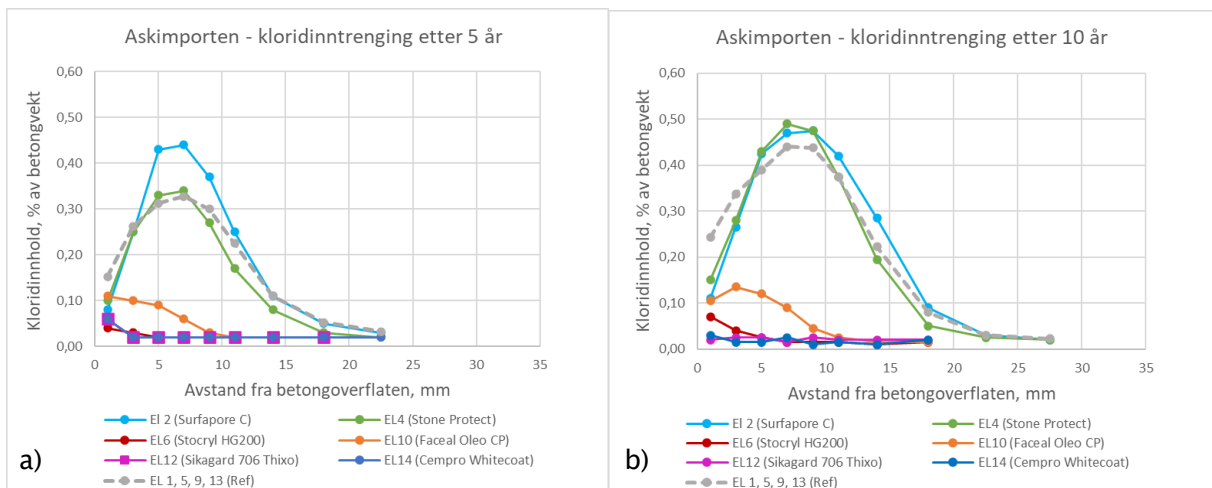 Askimporten - kloridinntrenging etter 5 år
Kloridinnhold, % av betongvekt
0,60
0,50
0,40
0,30
0,20
0,10
0,00
0 5 10 15 20 25 30 35
Avstand fra betongoverflaten, mm
El 2 (Surfapore C) EL4 (Stone Protect)
EL6 (Stocryl HG200) EL10 (Faceal Oleo CP)
EL12 (Sikagard 706 Thixo) EL14 (Cempro Whitecoat)
EL 1, 5, 9, 13 (Ref)
a)
Askimporten - kloridinntrenging etter 10 år
Kloridinnhold, % av betongvekt
0,60
0,50
0,40
0,30
0,20
0,10
0,00
0 5 10 15 20 25 30 35
Avstand fra betongoverflaten, mm
El 2 (Surfapore C) EL4 (Stone Protect)
EL6 (Stocryl HG200) EL10 (Faceal Oleo CP)
EL12 (Sikagard 706 Thixo) EL14 (Cempro Whitecoat)
EL 1, 5, 9, 13 (Ref)
b)